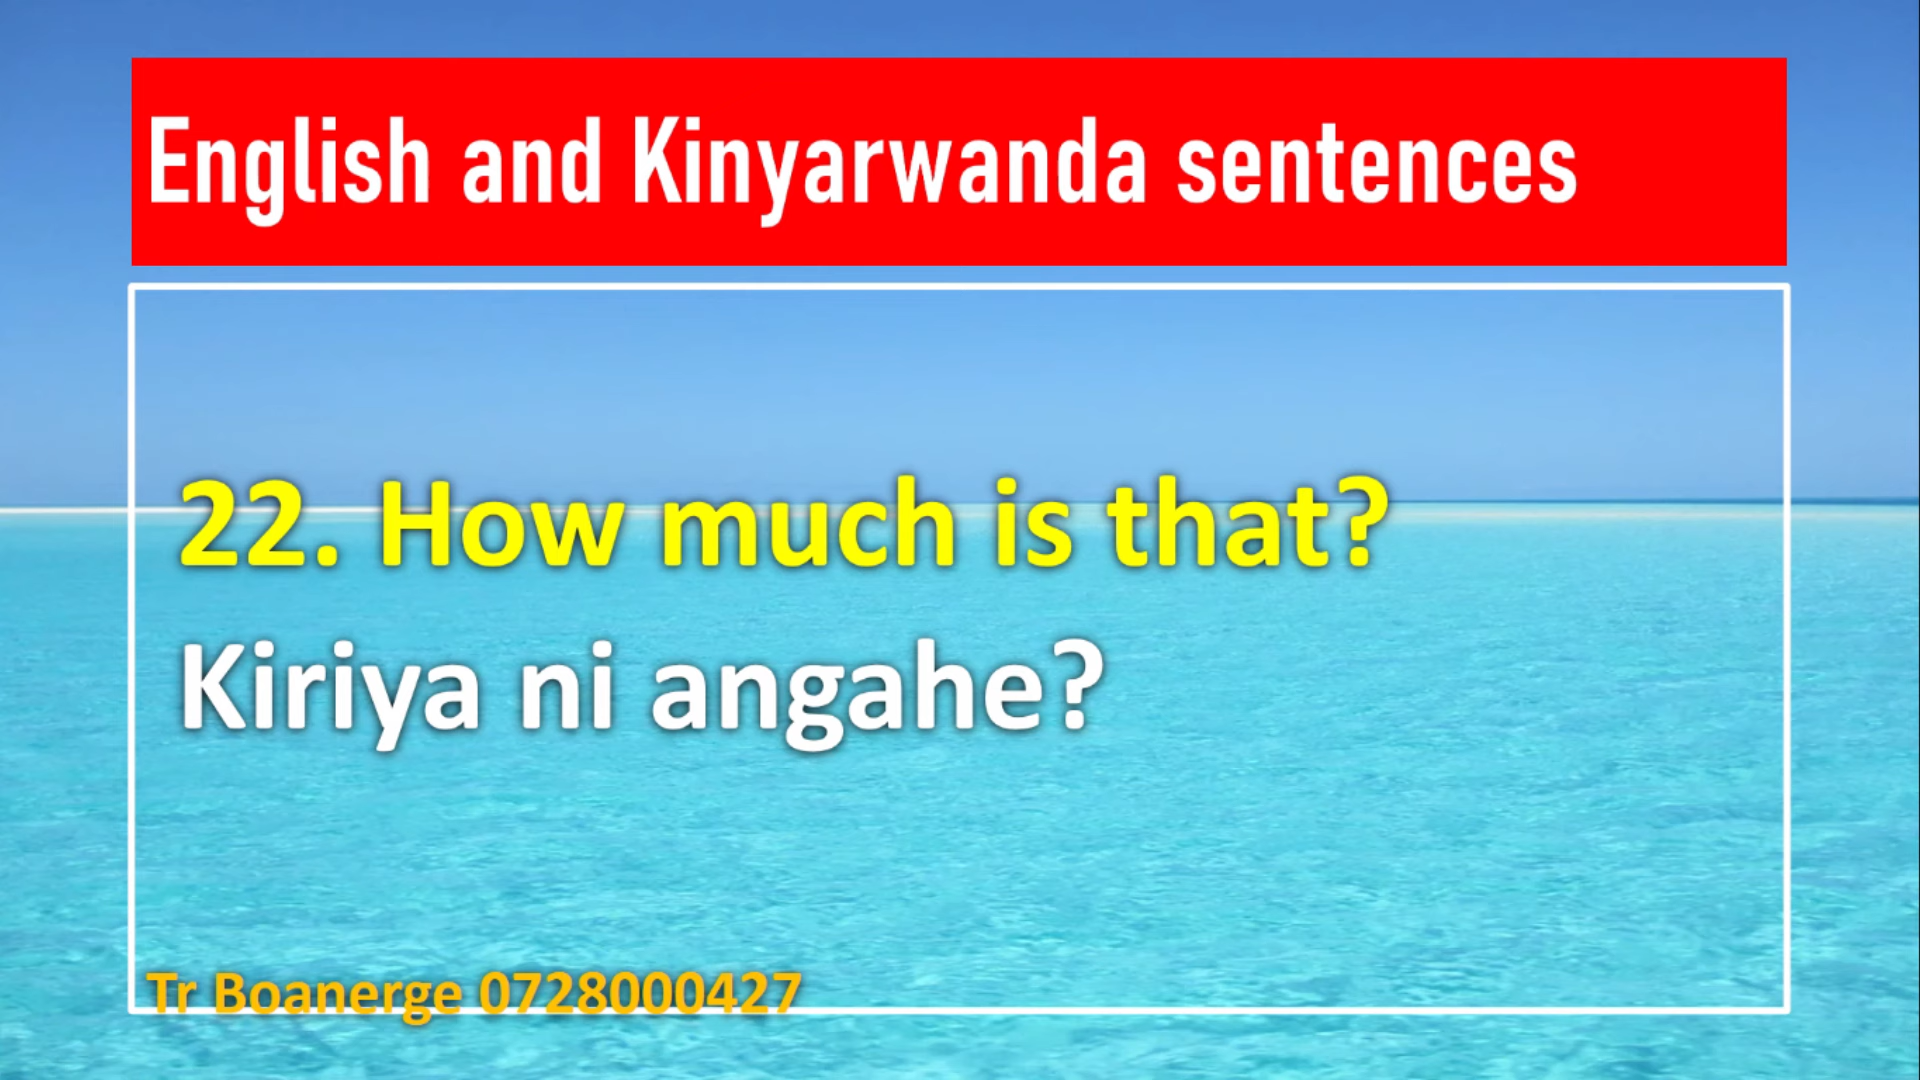 English and Kinyarwanda sentences
22. How much is that?
Kiriya ni angahe?
Tr Boanerge 0728000427